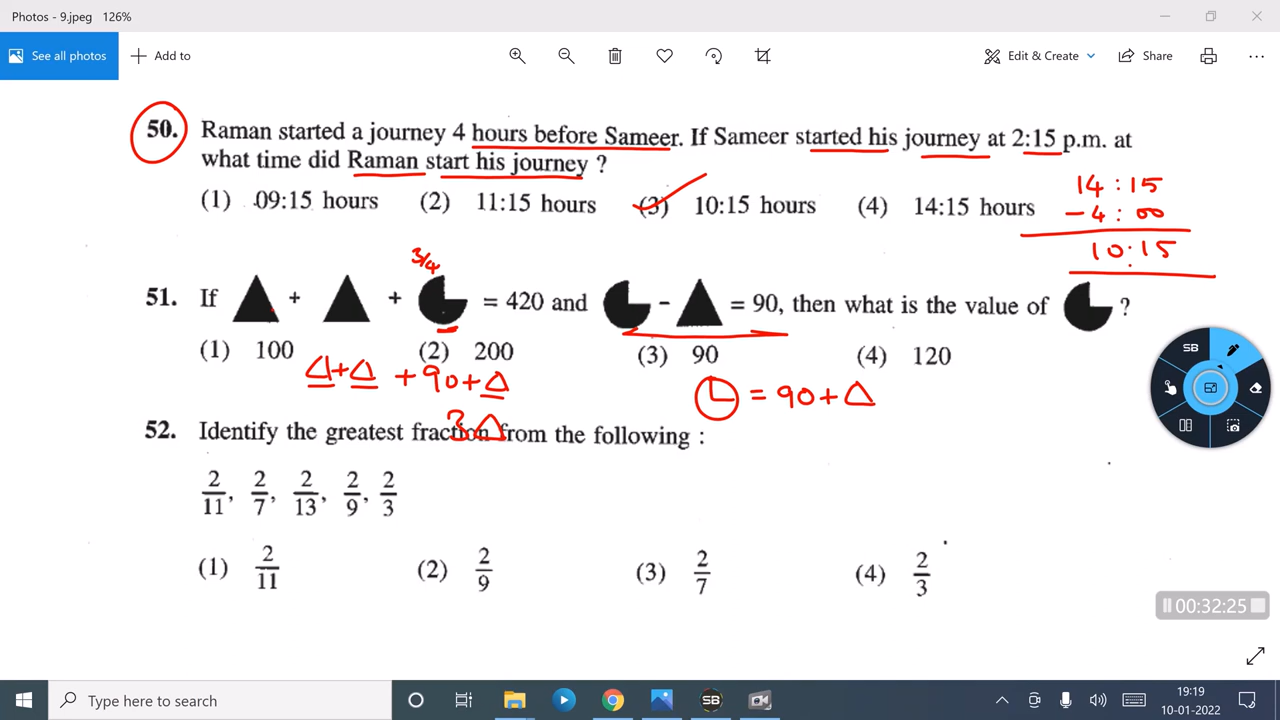 Photos - 9.jpeg 126%
See all photos
Add to
Edit & Create
Share
50. Raman started a journey 4 hours before Sameer. If Sameer started his journey at 2:15 p.m. at
what time did Raman start his journey ?
(1) 09:15 hours (2) 11:15 hours (3) 10:15 hours (4) 14:15 hours
14 : 15
- 4 : 00
10 : 15
3/4
51. If ▲ + ▲ + ◕ = 420 and ◕ - ▲ = 90, then what is the value of ◕ ?
(1) 100 (2) 200 (3) 90 (4) 120
△ + △ + 90 + △
= 90 + △
3△
52. Identify the greatest fraction from the following :
2/11, 2/7, 2/13, 2/9, 2/3
(1) 2/11 (2) 2/9 (3) 2/7 (4) 2/3
SB
00:32:25
Type here to search
SB
19:19
10-01-2022